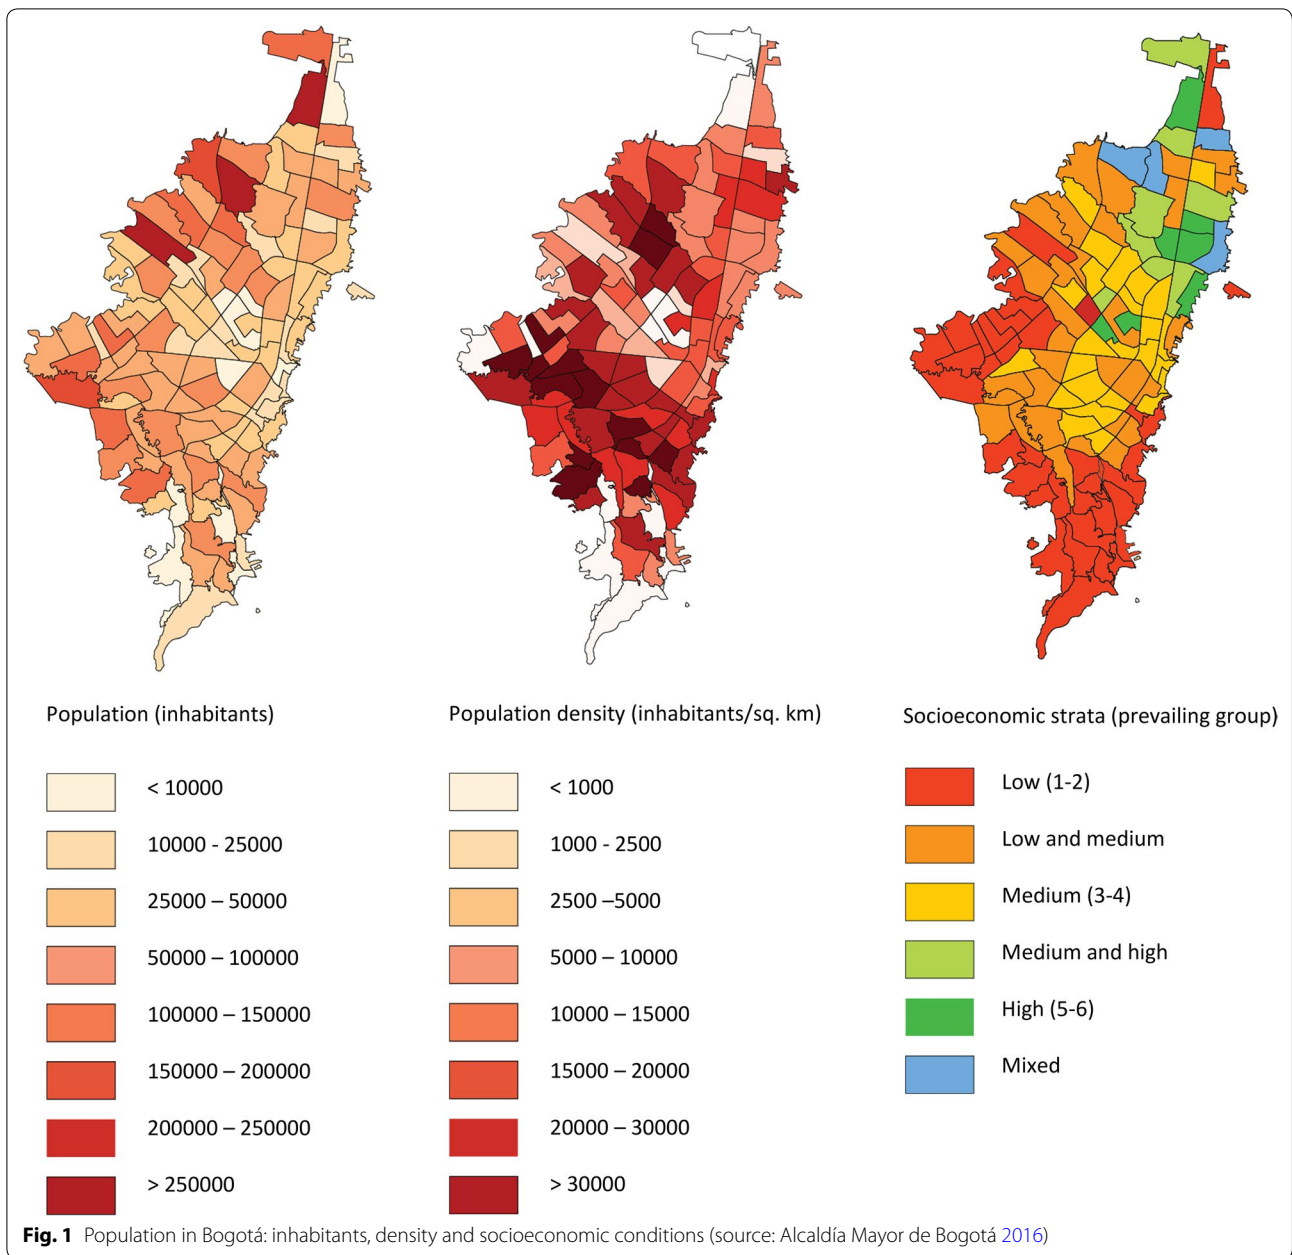 Population (inhabitants)
< 10000
10000 - 25000
25000 – 50000
50000 – 100000
100000 – 150000
150000 – 200000
200000 – 250000
> 250000
Population density (inhabitants/sq. km)
< 1000
1000 - 2500
2500 –5000
5000 – 10000
10000 – 15000
15000 – 20000
20000 – 30000
> 30000
Socioeconomic strata (prevailing group)
Low (1-2)
Low and medium
Medium (3-4)
Medium and high
High (5-6)
Mixed
Fig. 1 Population in Bogotá: inhabitants, density and socioeconomic conditions (source: Alcaldía Mayor de Bogotá 2016)